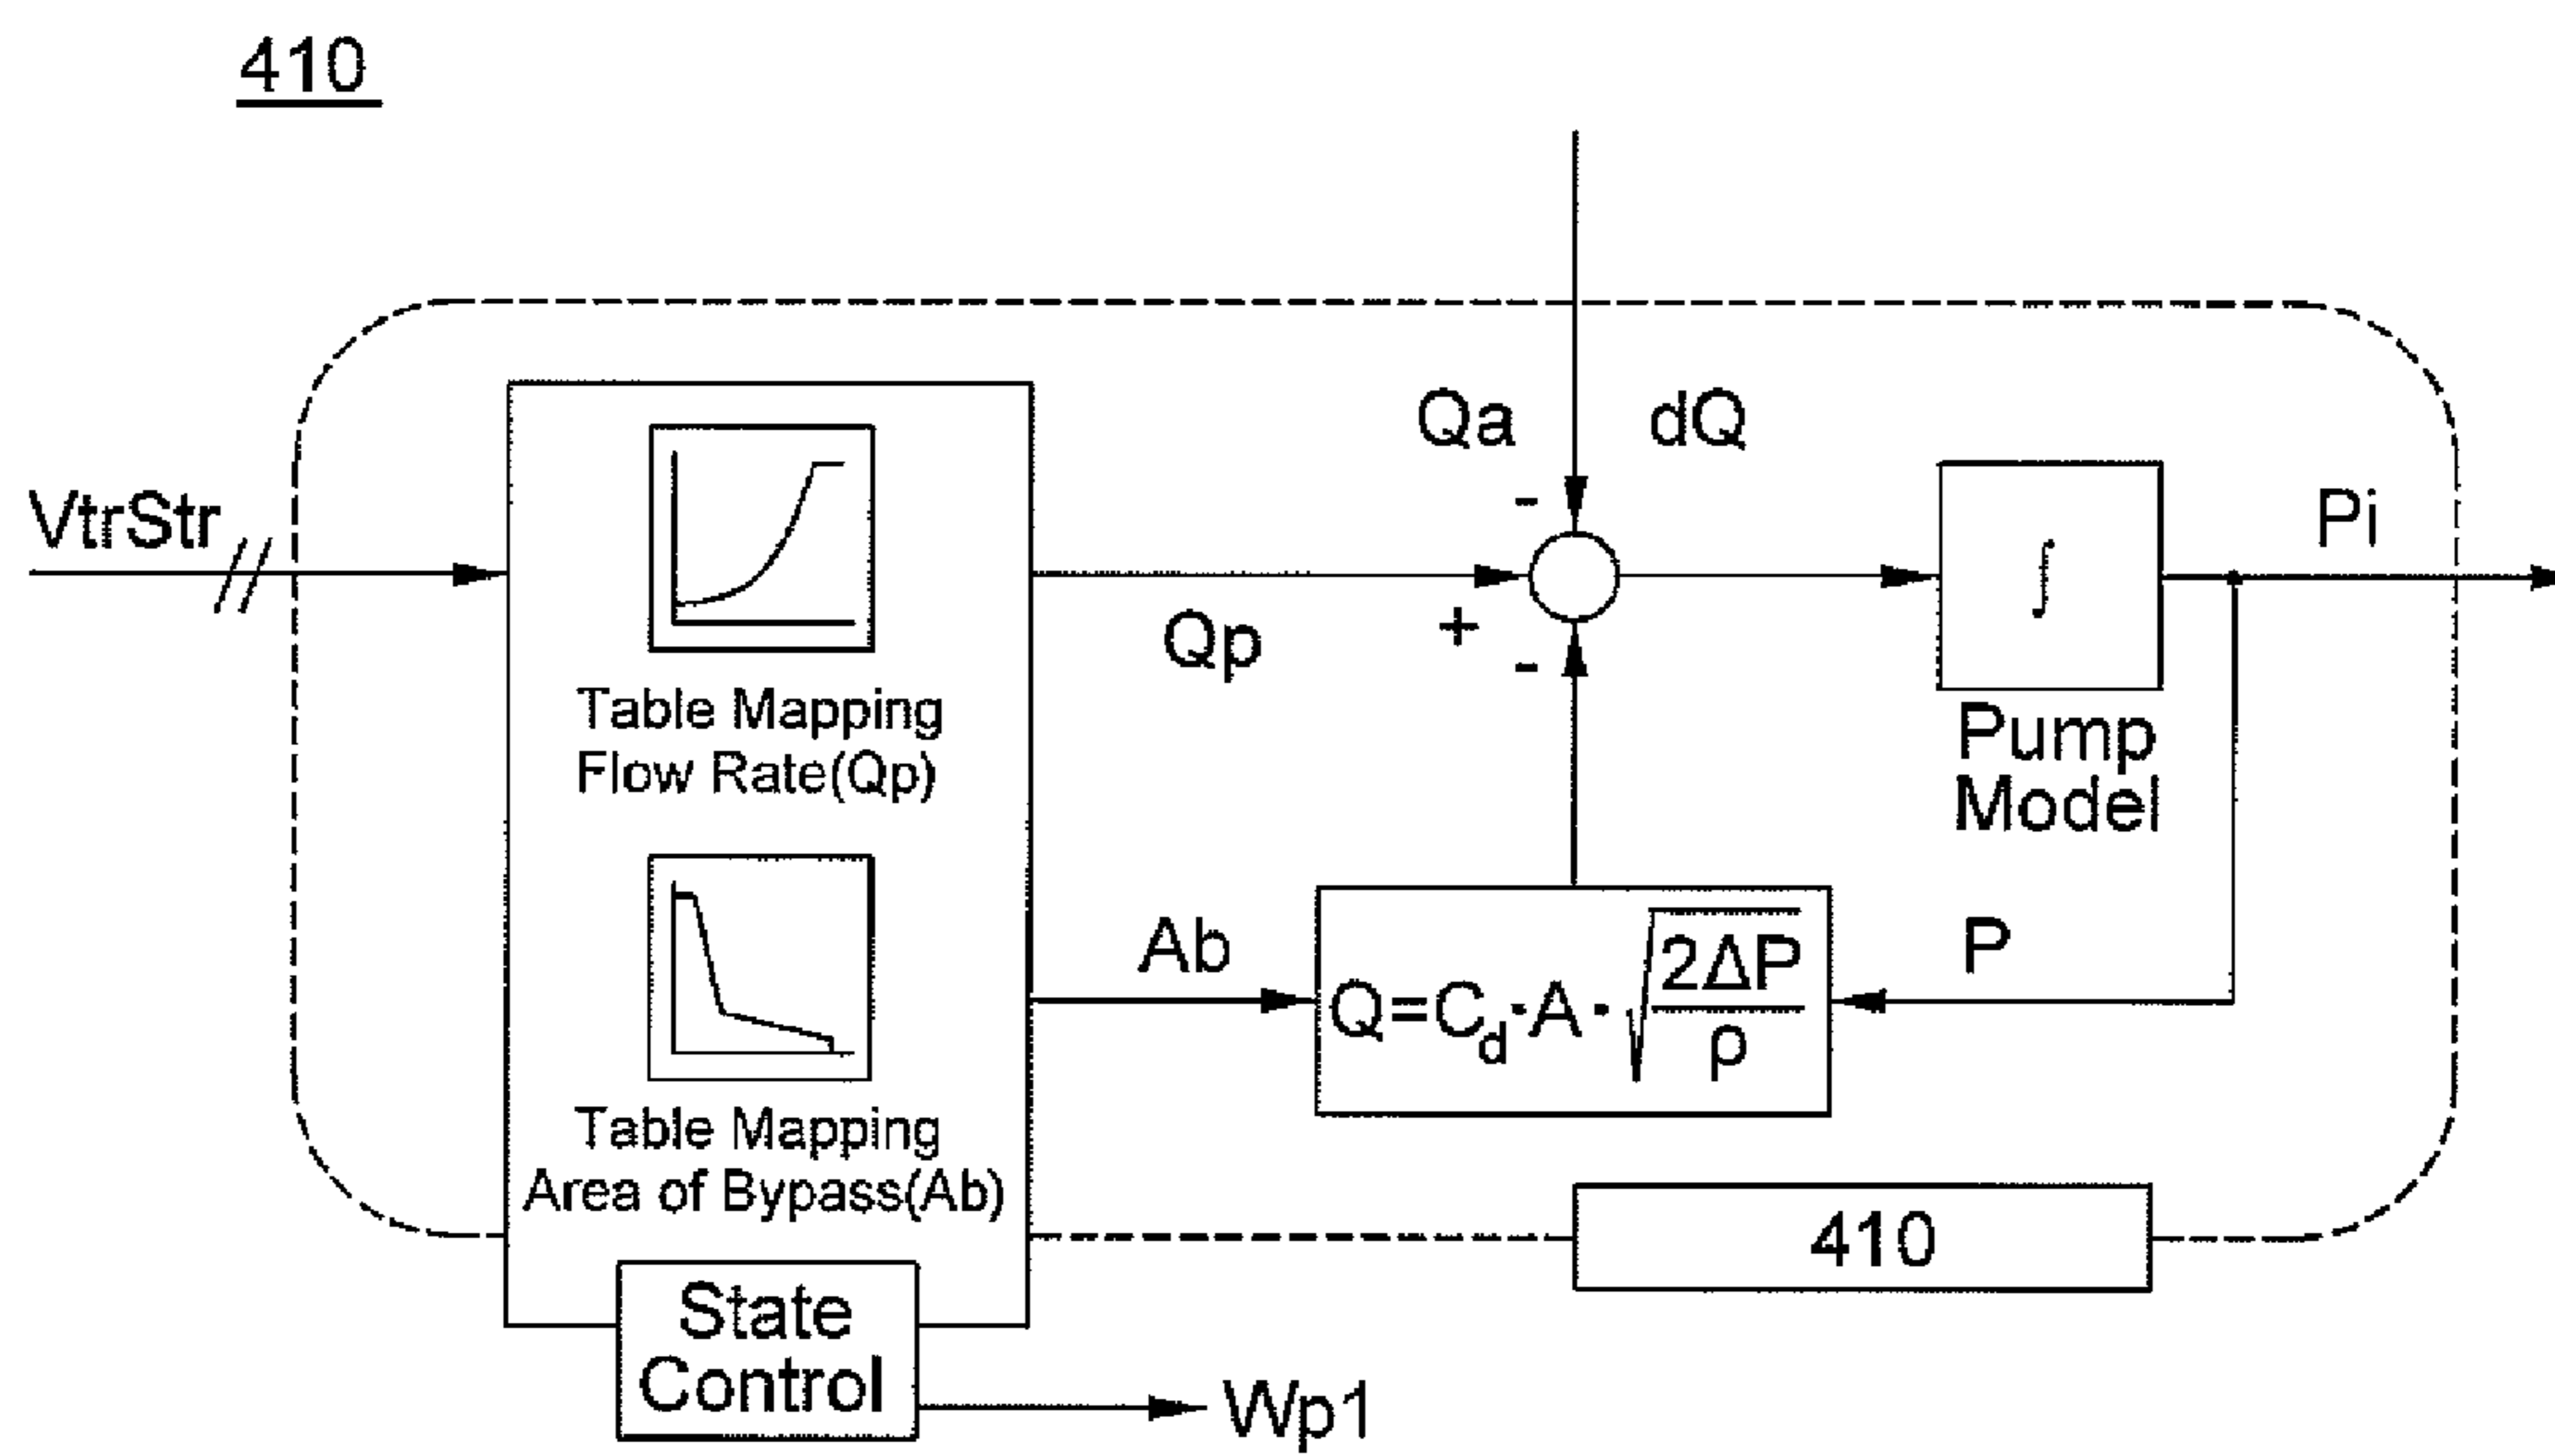 410
VtrStr
Table Mapping
Flow Rate(Qp)
Table Mapping
Area of Bypass(Ab)
State
Control
Wp1
Qp
Ab
Qa
dQ
-
+
-
Q=Cd·A·√2ΔP/ρ
∫
Pump
Model
Pi
P
410